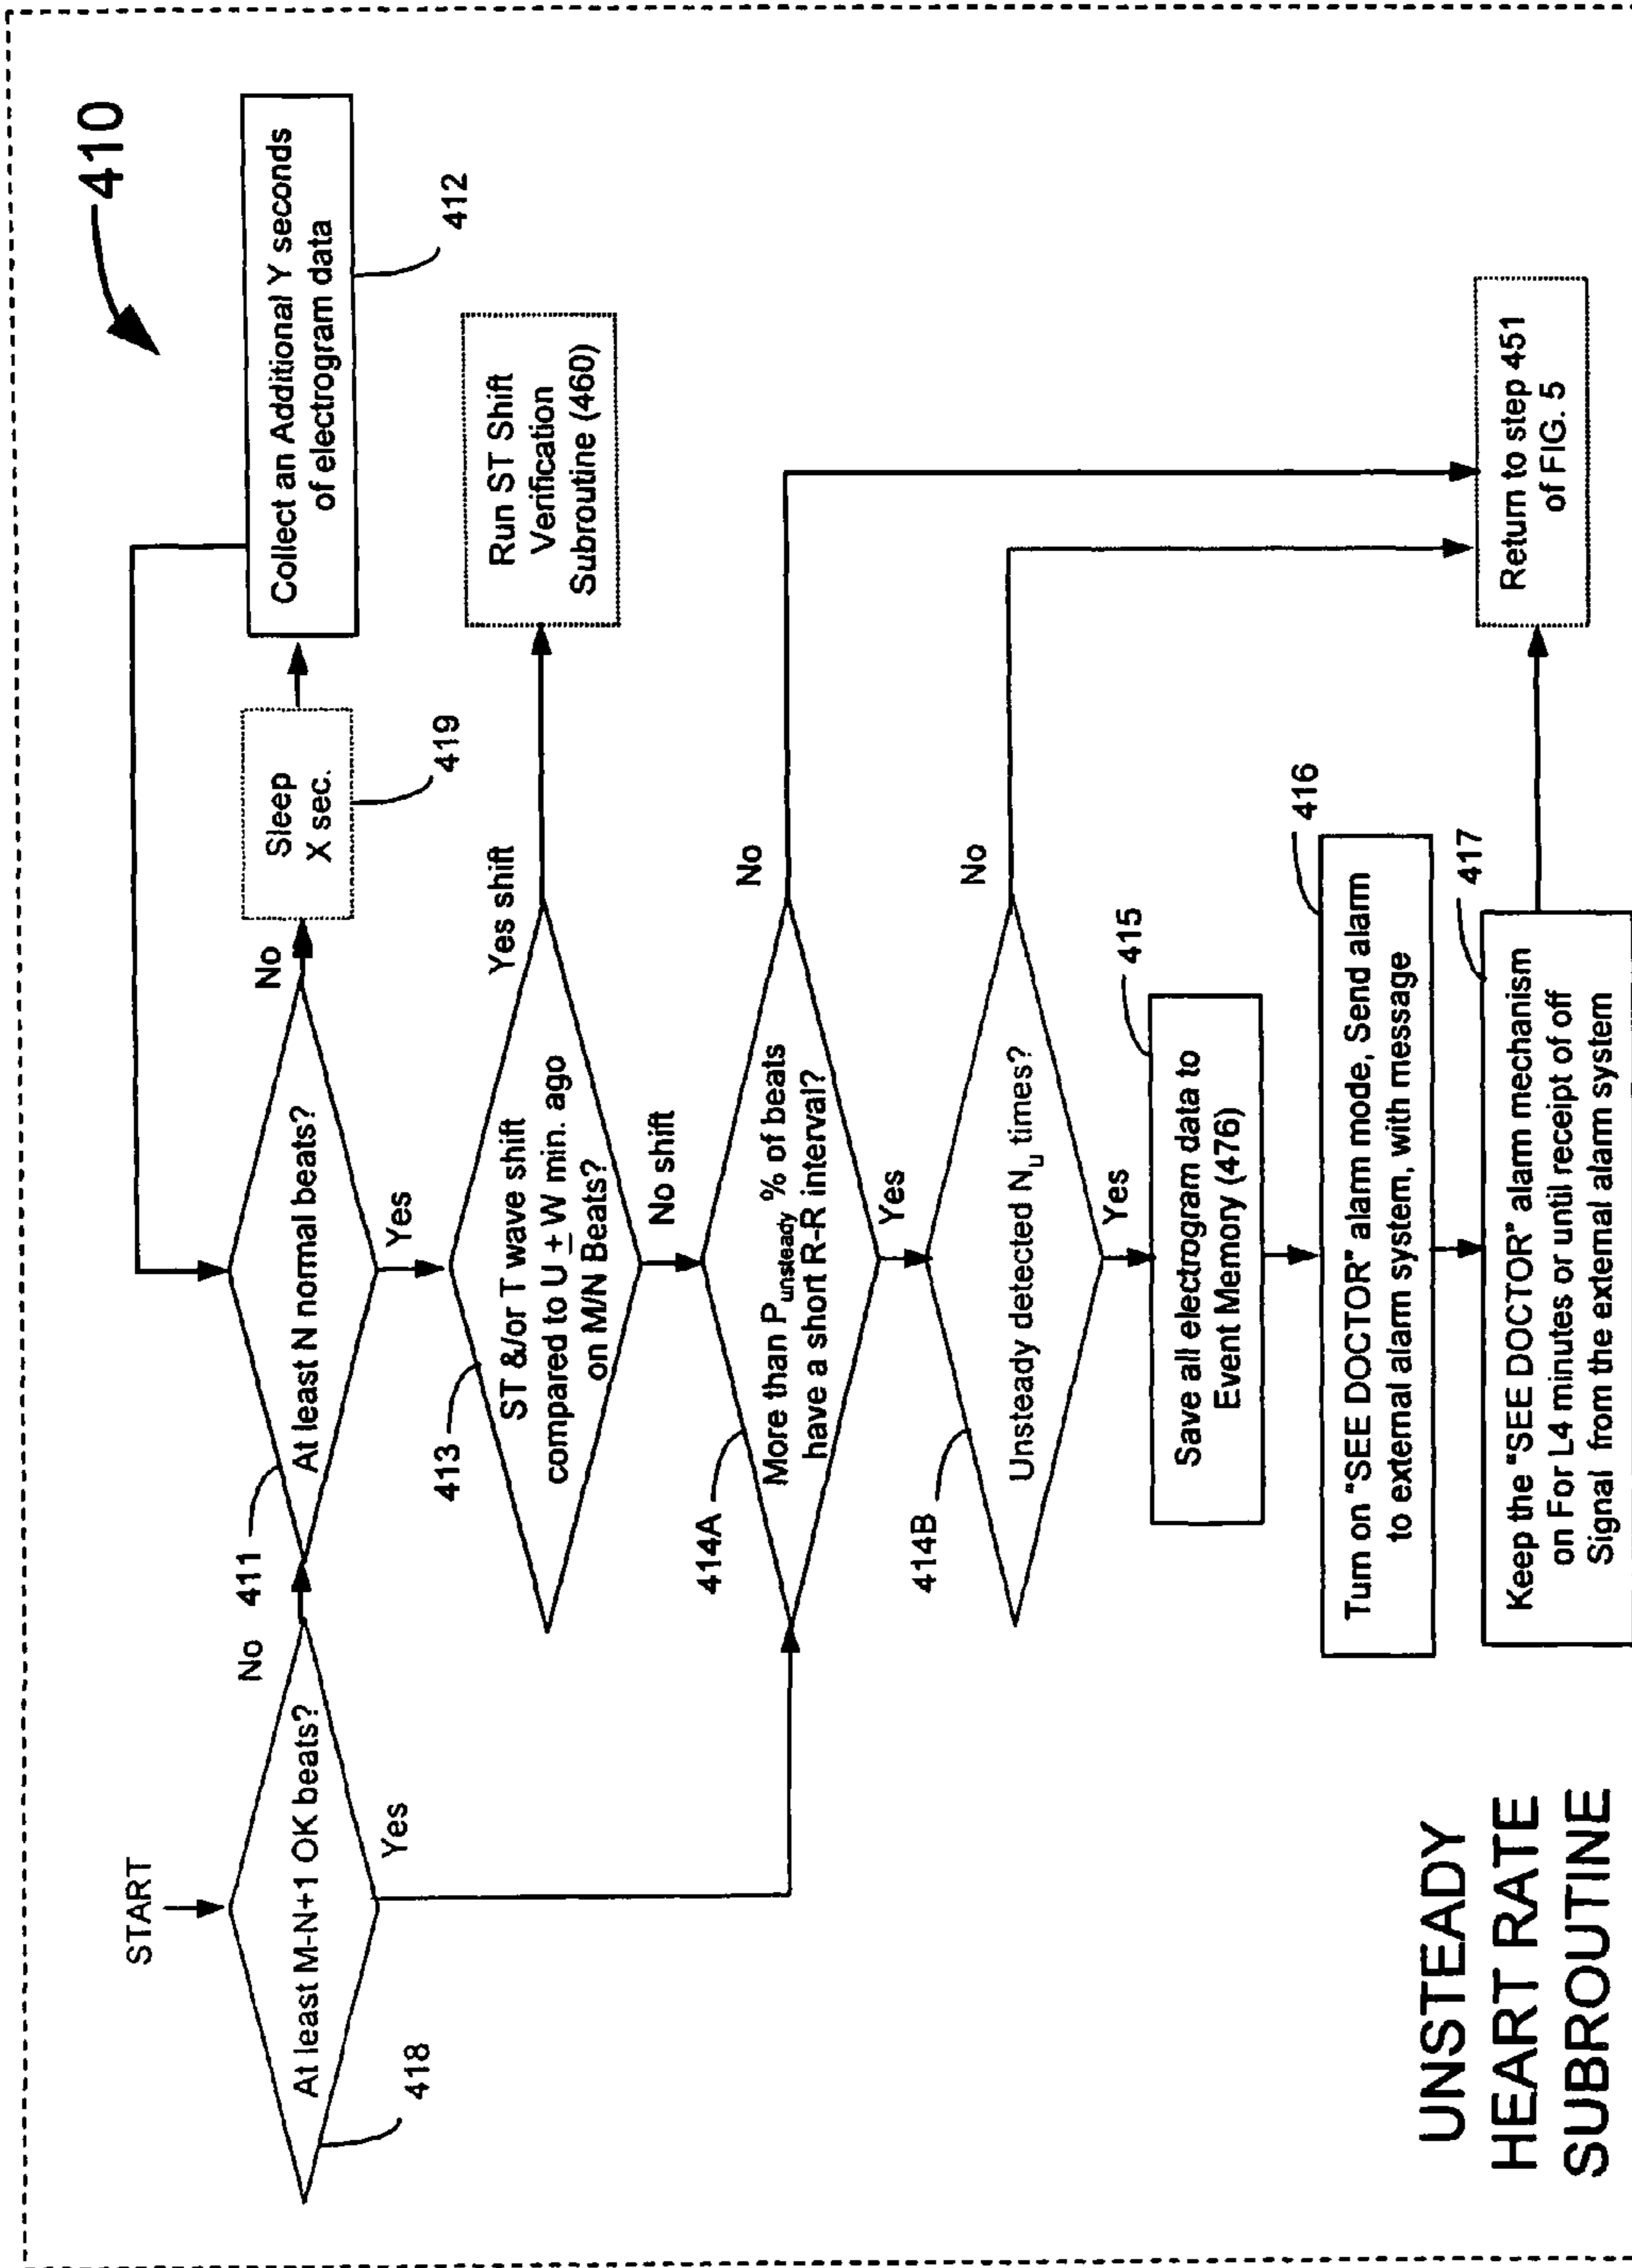 410
START
At least M-N+1 OK beats?
418
No
Yes
411
At least N normal beats?
No
Yes
Sleep
X sec.
419
Collect an Additional Y seconds
of electrogram data
412
413
ST &/or T wave shift
compared to U ± W min. ago
on M/N Beats?
Yes shift
No shift
Run ST Shift
Verification
Subroutine (460)
414A
More than Punsteady % of beats
have a short R-R interval?
No
Yes
414B
Unsteady detected Nu times?
No
Yes
415
Save all electrogram data to
Event Memory (476)
416
Turn on "SEE DOCTOR" alarm mode, Send alarm
to external alarm system, with message
417
Keep the "SEE DOCTOR" alarm mechanism
on For L4 minutes or until receipt of off
Signal from the external alarm system
Return to step 451
of FIG. 5
UNSTEADY
HEART RATE
SUBROUTINE